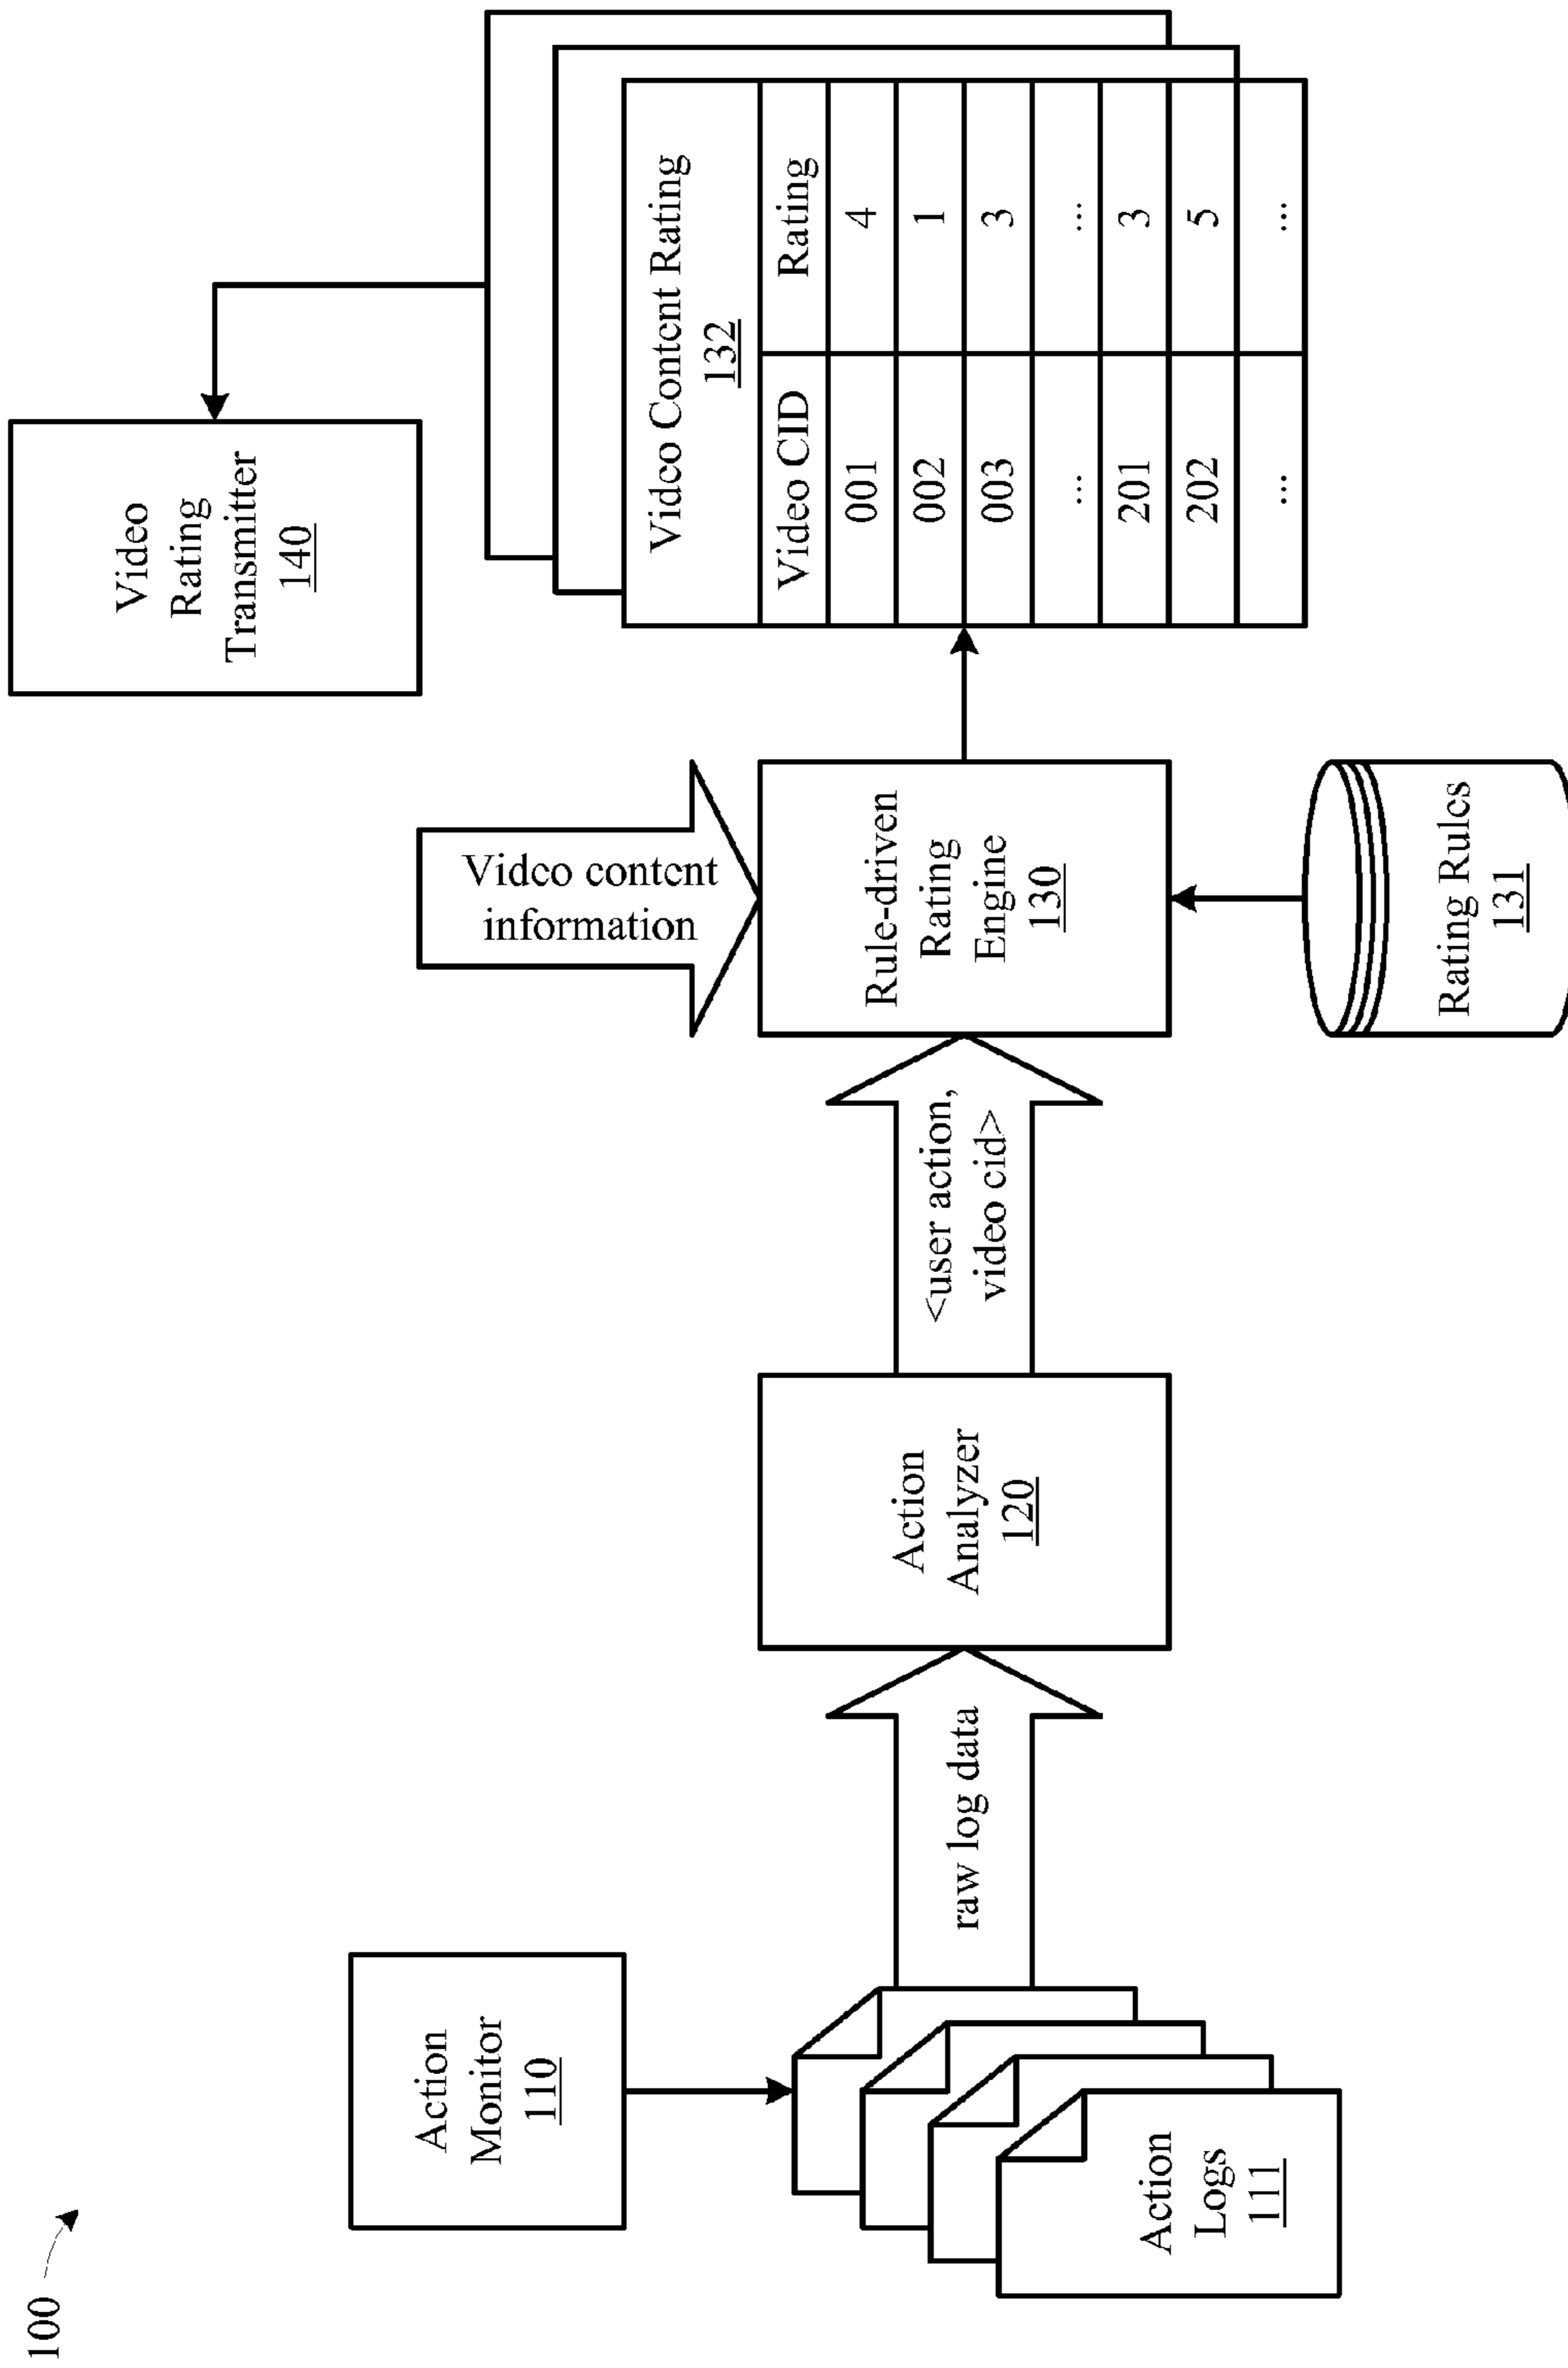 100
Action
Monitor
110
Action
Logs
111
raw log data
Action
Analyzer
120
<user action,
video cid>
Video content
information
Rule-driven
Rating
Engine
130
Rating Rules
131
Video
Rating
Transmitter
140
Video Content Rating
132
Video CID Rating
001 4
002 1
003 3
... ...
201 3
202 5
... ...